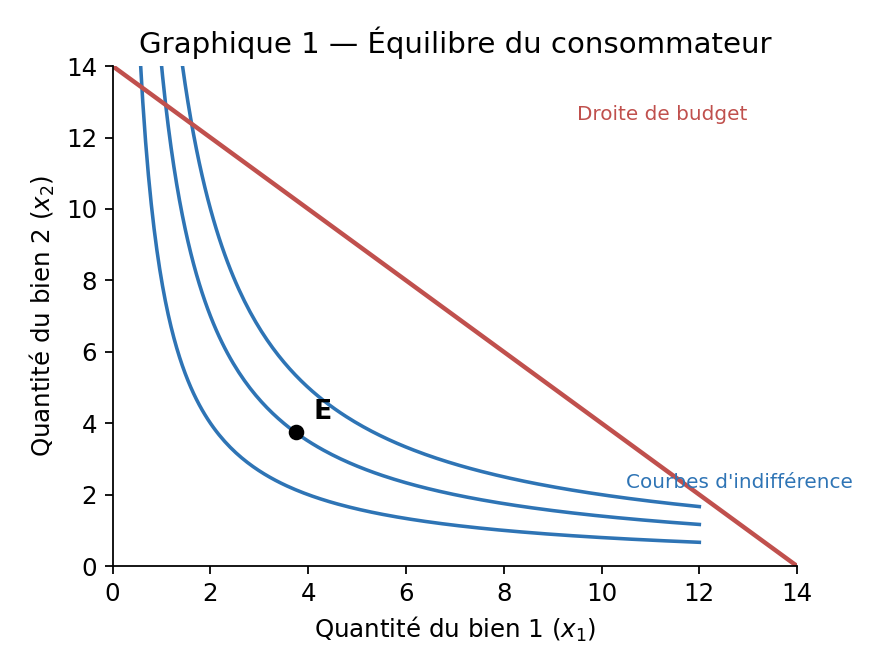 Graphique 1 — Équilibre du consommateur
14
12
10
8
6
4
2
0
Quantité du bien 2 (x₂)
Droite de budget
E
Courbes d'indifférence
0 2 4 6 8 10 12 14
Quantité du bien 1 (x₁)